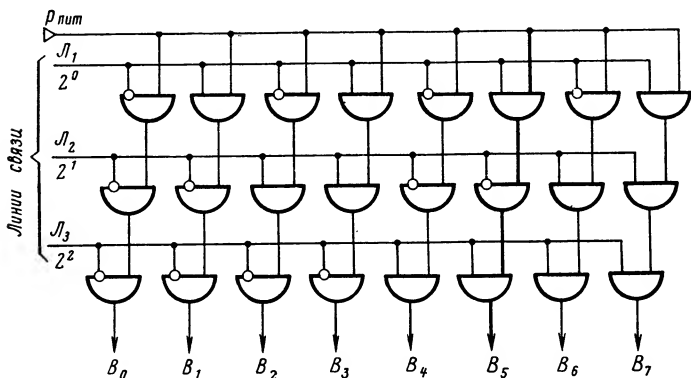 P пит
Л₁
2⁰
Л₂
2¹
Л₃
2²
Линии связи
B₀ B₁ B₂ B₃ B₄ B₅ B₆ B₇